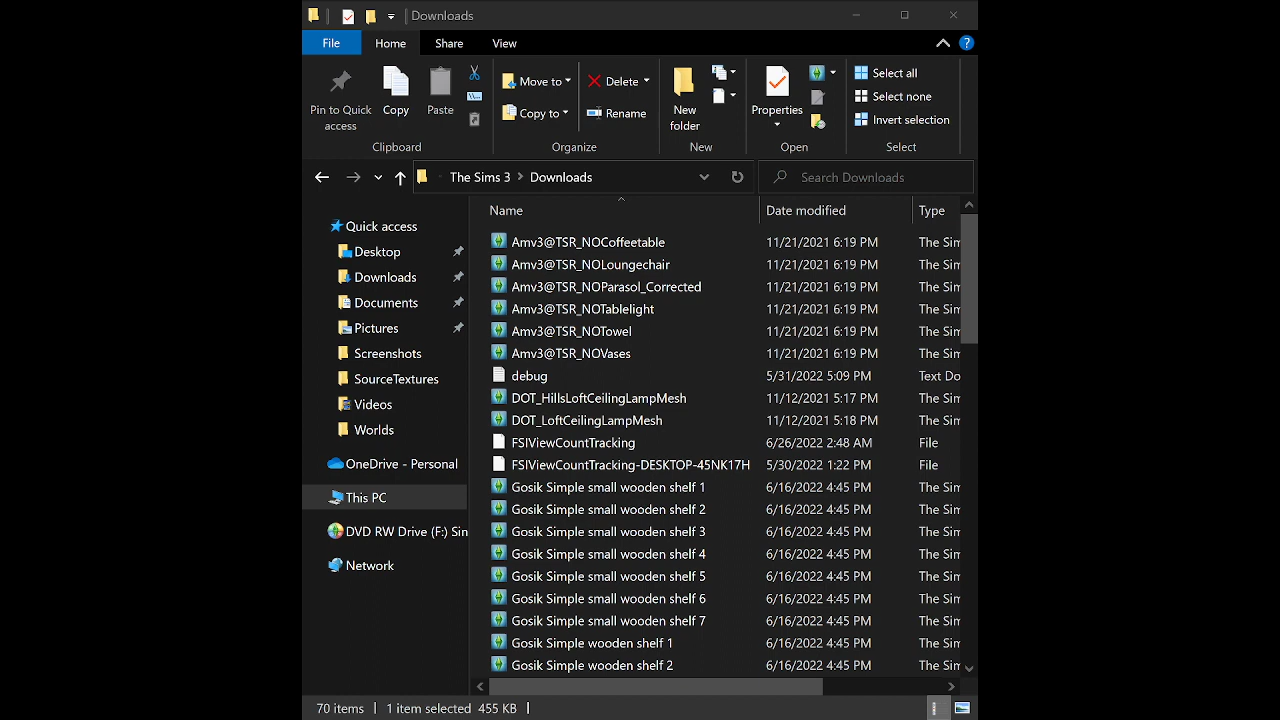 Downloads
File Home Share View
Pin to Quick access
Copy
Paste
Move to
Copy to
Delete
Rename
New folder
Properties
Select all
Select none
Invert selection
Clipboard Organize New Open Select
The Sims 3 > Downloads
Search Downloads
Name Date modified Type
Quick access
Desktop
Downloads
Documents
Pictures
Screenshots
SourceTextures
Videos
Worlds
OneDrive - Personal
This PC
DVD RW Drive (F:) Sin
Network
Amv3@TSR_NOCoffeetable 11/21/2021 6:19 PM The Sim
Amv3@TSR_NOLoungechair 11/21/2021 6:19 PM The Sim
Amv3@TSR_NOParasol_Corrected 11/21/2021 6:19 PM The Sim
Amv3@TSR_NOTablelight 11/21/2021 6:19 PM The Sim
Amv3@TSR_NOTowel 11/21/2021 6:19 PM The Sim
Amv3@TSR_NOVases 11/21/2021 6:19 PM The Sim
debug 5/31/2022 5:09 PM Text Do
DOT_HillsLoftCeilingLampMesh 11/12/2021 5:17 PM The Sim
DOT_LoftCeilingLampMesh 11/12/2021 5:18 PM The Sim
FSIViewCountTracking 6/26/2022 2:48 AM File
FSIViewCountTracking-DESKTOP-45NK17H 5/30/2022 1:22 PM File
Gosik Simple small wooden shelf 1 6/16/2022 4:45 PM The Sim
Gosik Simple small wooden shelf 2 6/16/2022 4:45 PM The Sim
Gosik Simple small wooden shelf 3 6/16/2022 4:45 PM The Sim
Gosik Simple small wooden shelf 4 6/16/2022 4:45 PM The Sim
Gosik Simple small wooden shelf 5 6/16/2022 4:45 PM The Sim
Gosik Simple small wooden shelf 6 6/16/2022 4:45 PM The Sim
Gosik Simple small wooden shelf 7 6/16/2022 4:45 PM The Sim
Gosik Simple wooden shelf 1 6/16/2022 4:45 PM The Sim
Gosik Simple wooden shelf 2 6/16/2022 4:45 PM The Sim
70 items 1 item selected 455 KB